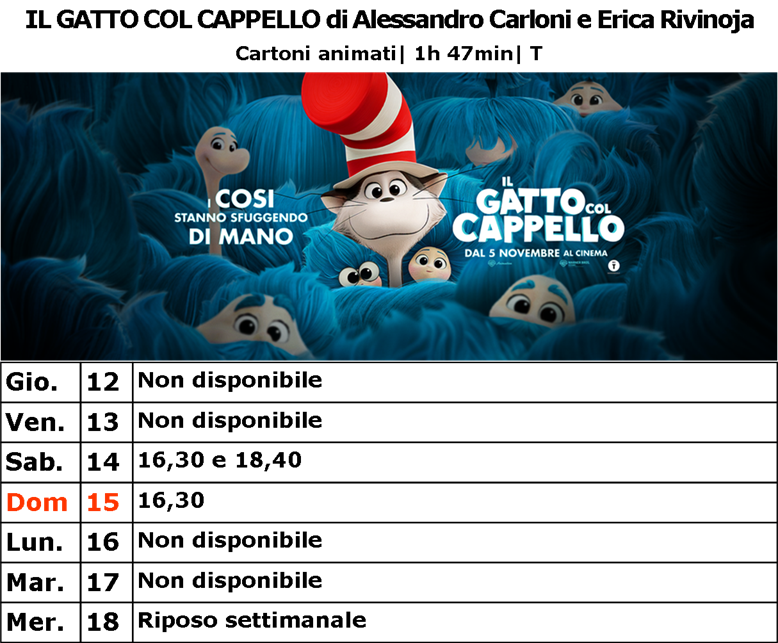 IL GATTO COL CAPPELLO di Alessandro Carloni e Erica Rivinoja
Cartoni animati| 1h 47min| T
I COSI
STANNO SFUGGENDO
DI MANO
IL
GATTO COL
CAPPELLO
DAL 5 NOVEMBRE AL CINEMA
Gio. 12 Non disponibile
Ven. 13 Non disponibile
Sab. 14 16,30 e 18,40
Dom 15 16,30
Lun. 16 Non disponibile
Mar. 17 Non disponibile
Mer. 18 Riposo settimanale